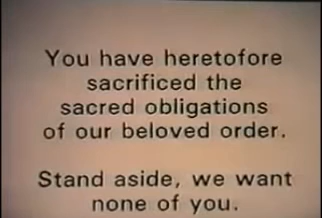 You have heretofore
sacrificed the
sacred obligations
of our beloved order.
Stand aside, we want
none of you.